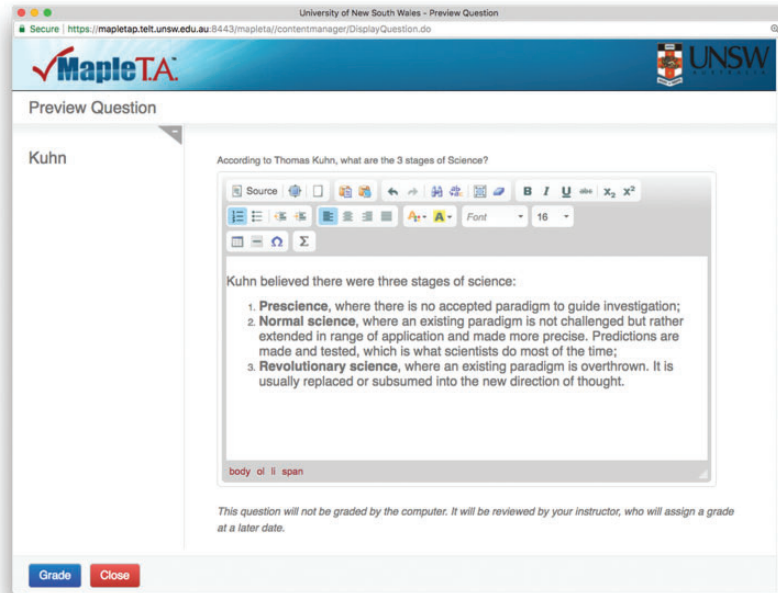 University of New South Wales - Preview Question
Secure | https://mapletap.telt.unsw.edu.au:8443/mapleta//contentmanager/DisplayQuestion.do
MapleT.A.
UNSW
AUSTRALIA
Preview Question
Kuhn
According to Thomas Kuhn, what are the 3 stages of Science?
Source B I U abc X₂ X²
A A Font 16
Ω Σ
Kuhn believed there were three stages of science:
1. Prescience, where there is no accepted paradigm to guide investigation;
2. Normal science, where an existing paradigm is not challenged but rather
extended in range of application and made more precise. Predictions are
made and tested, which is what scientists do most of the time;
3. Revolutionary science, where an existing paradigm is overthrown. It is
usually replaced or subsumed into the new direction of thought.
body ol li span
This question will not be graded by the computer. It will be reviewed by your instructor, who will assign a grade
at a later date.
Grade Close